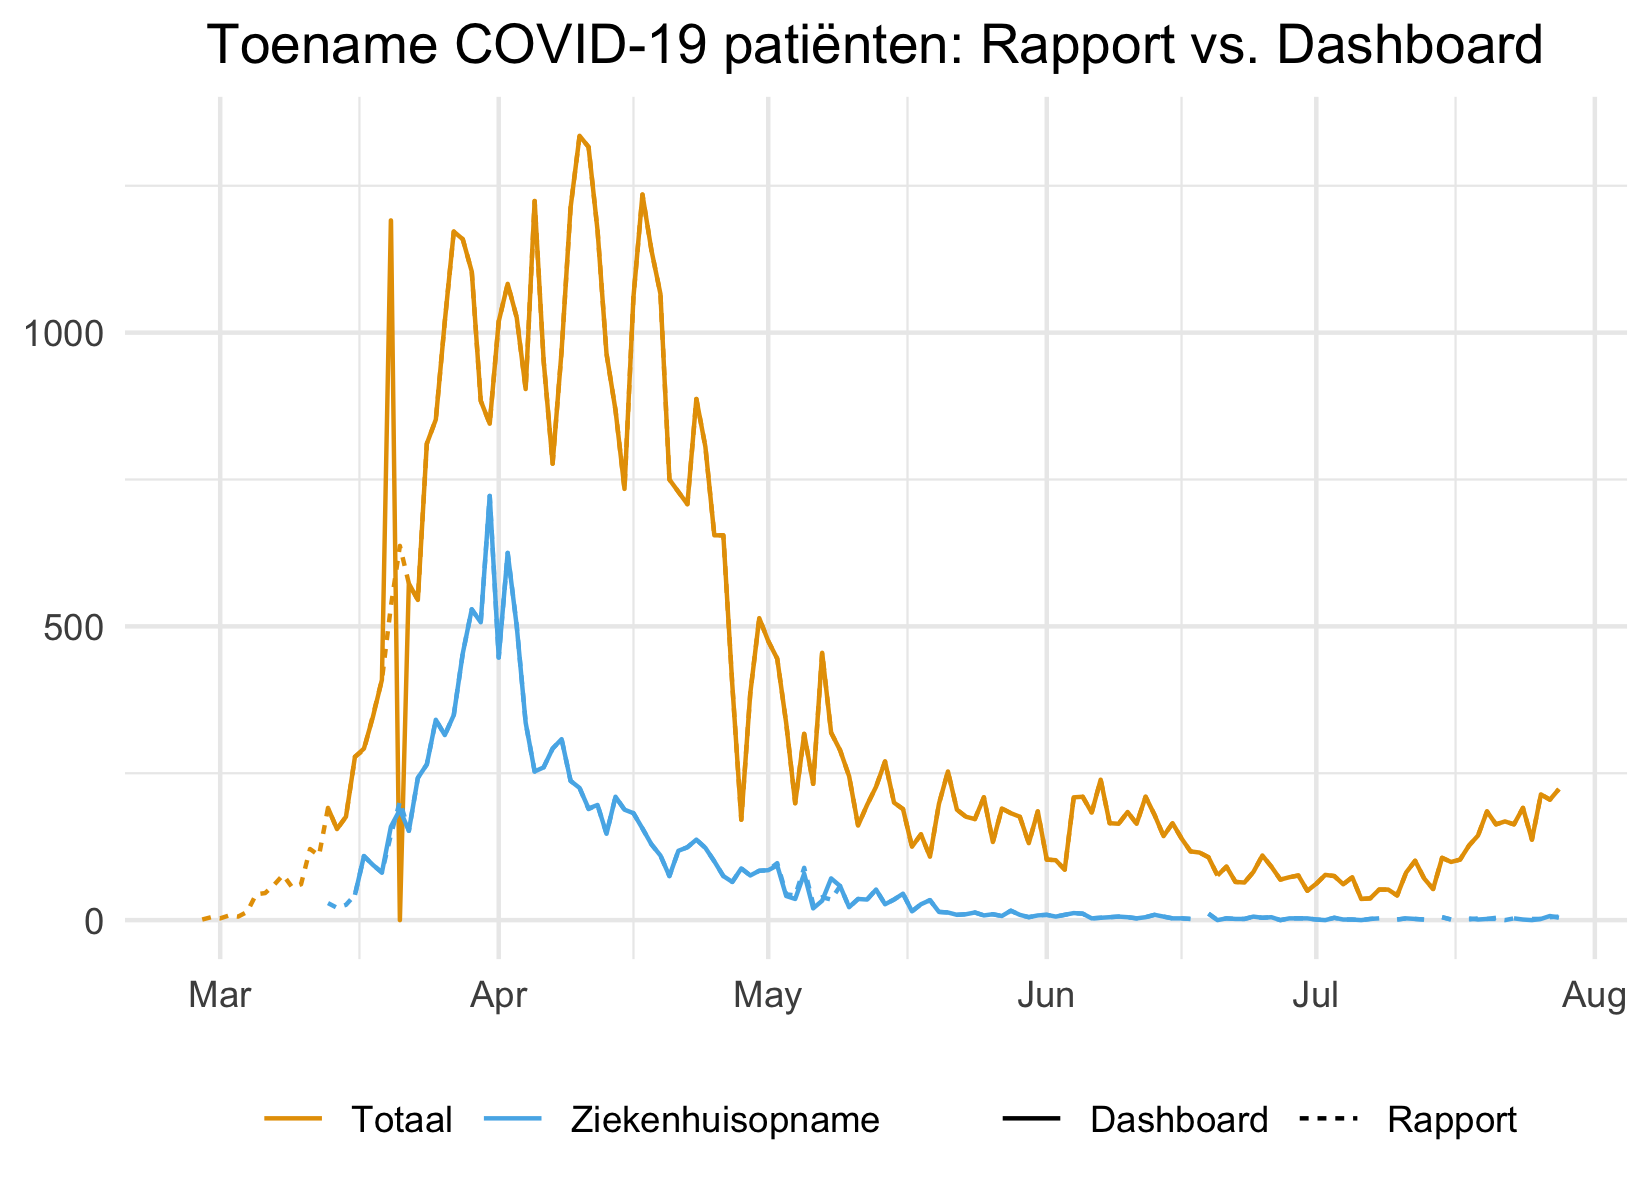 Toename COVID-19 patiënten: Rapport vs. Dashboard
1000
500
0
Mar Apr May Jun Jul Aug
Totaal Ziekenhuisopname Dashboard Rapport